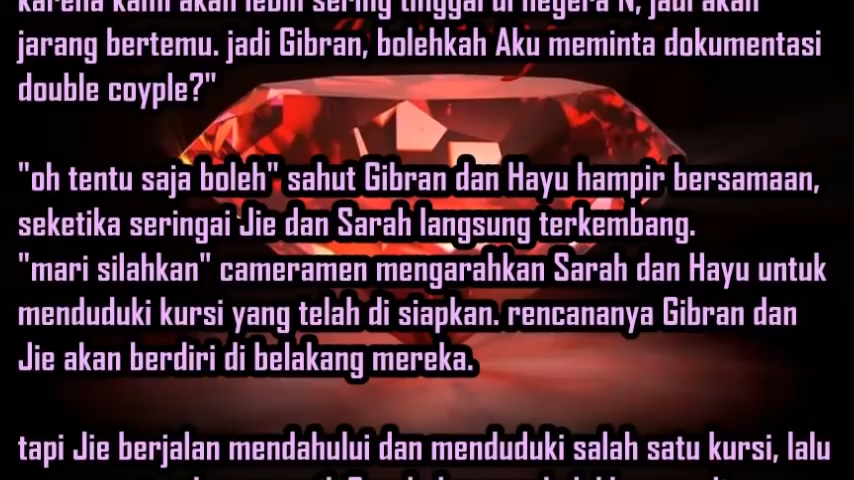 karena kami akan lebih sering tinggal di negera N, jadi akan
jarang bertemu. jadi Gibran, bolehkah Aku meminta dokumentasi
double coyple?"
"oh tentu saja boleh" sahut Gibran dan Hayu hampir bersamaan,
seketika seringai Jie dan Sarah langsung terkembang.
"mari silahkan" cameramen mengarahkan Sarah dan Hayu untuk
menduduki kursi yang telah di siapkan. rencananya Gibran dan
Jie akan berdiri di belakang mereka.
tapi Jie berjalan mendahului dan menduduki salah satu kursi, lalu